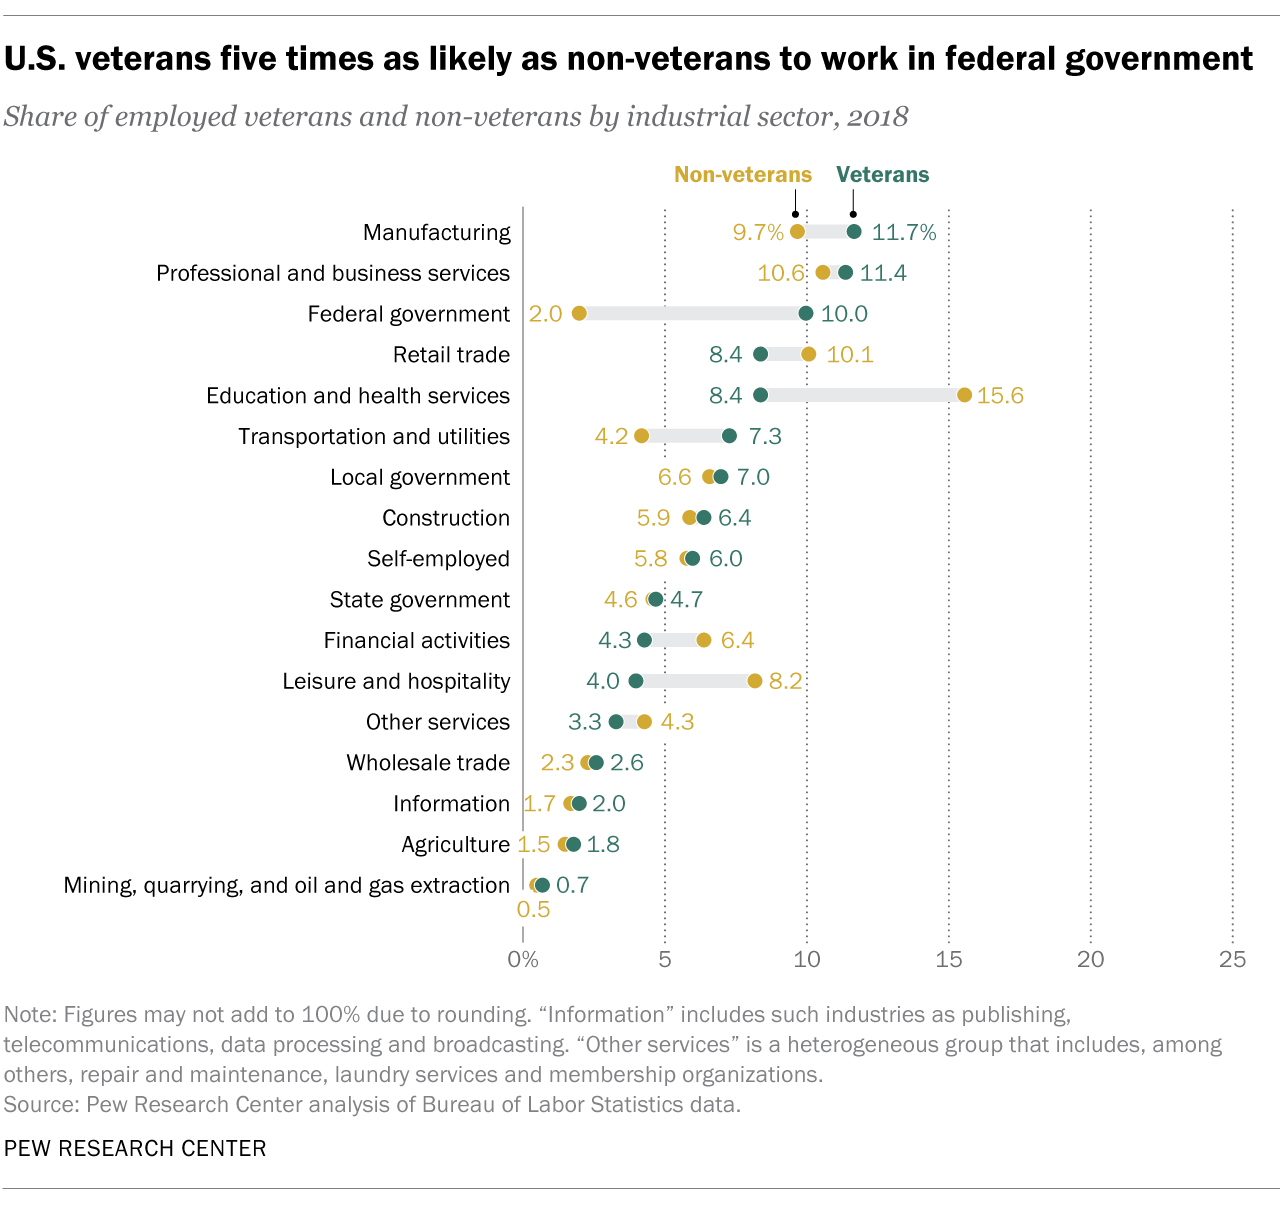 U.S. veterans five times as likely as non-veterans to work in federal government
Share of employed veterans and non-veterans by industrial sector, 2018
Non-veterans Veterans
Manufacturing 9.7% 11.7%
Professional and business services 10.6 11.4
Federal government 2.0 10.0
Retail trade 8.4 10.1
Education and health services 8.4 15.6
Transportation and utilities 4.2 7.3
Local government 6.6 7.0
Construction 5.9 6.4
Self-employed 5.8 6.0
State government 4.6 4.7
Financial activities 4.3 6.4
Leisure and hospitality 4.0 8.2
Other services 3.3 4.3
Wholesale trade 2.3 2.6
Information 1.7 2.0
Agriculture 1.5 1.8
Mining, quarrying, and oil and gas extraction 0.7
0.5
0% 5 10 15 20 25
Note: Figures may not add to 100% due to rounding. “Information” includes such industries as publishing,
telecommunications, data processing and broadcasting. “Other services” is a heterogeneous group that includes, among
others, repair and maintenance, laundry services and membership organizations.
Source: Pew Research Center analysis of Bureau of Labor Statistics data.
PEW RESEARCH CENTER